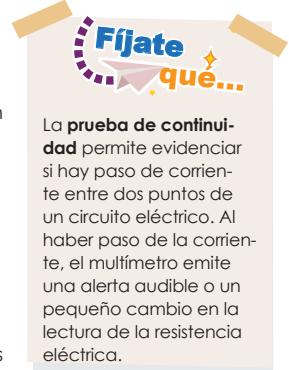 Fíjate
que...
n
La prueba de continui-
dad permite evidenciar
si hay paso de corrien-
te entre dos puntos de
un circuito eléctrico. Al
haber paso de la corrien-
te, el multímetro emite
una alerta audible o un
pequeño cambio en la
lectura de la resistencia
s
eléctrica.